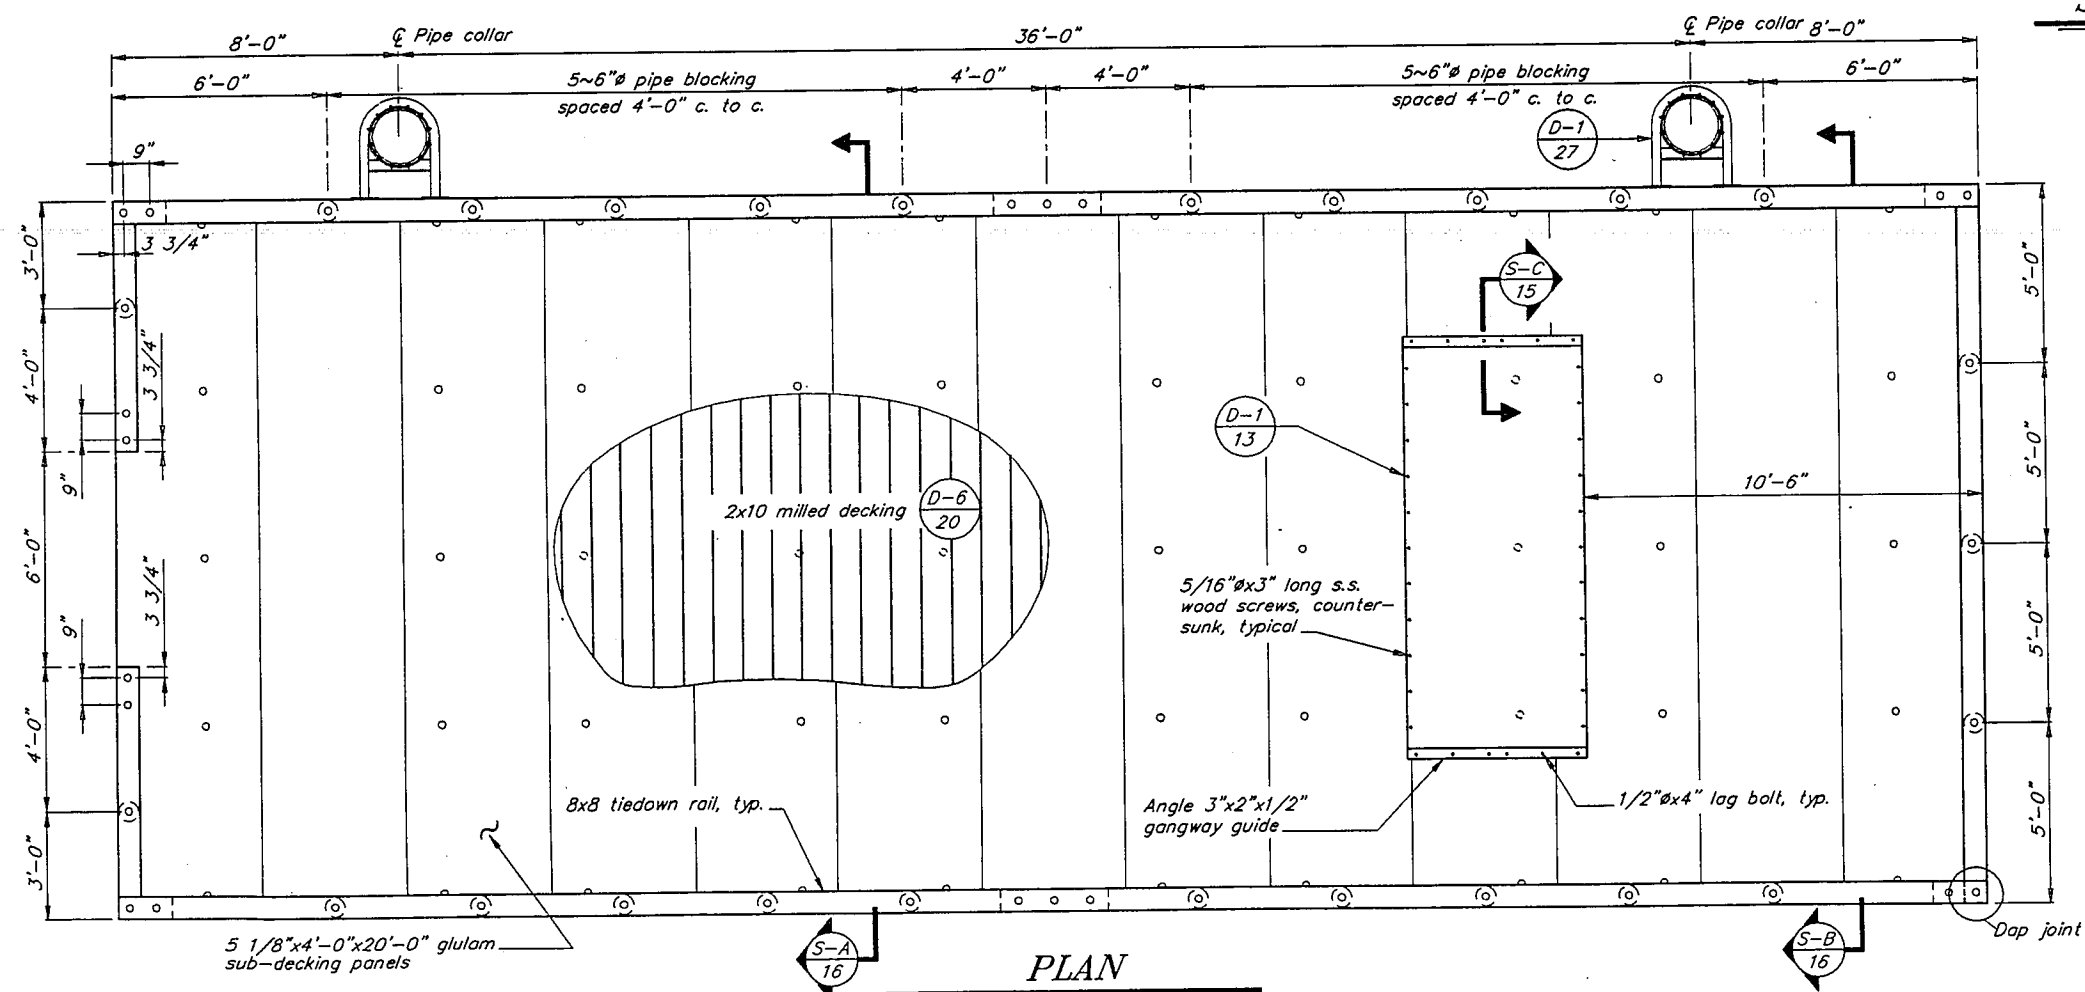 8'-0"
℄ Pipe collar
36'-0"
℄ Pipe collar
8'-0"
6'-0"
5~6"ø pipe blocking
spaced 4'-0" c. to c.
4'-0"
4'-0"
5~6"ø pipe blocking
spaced 4'-0" c. to c.
6'-0"
D-1
27
9"
3 3/4"
3'-0"
4'-0"
3 3/4"
9"
6'-0"
3 3/4"
9"
4'-0"
3'-0"
S-C
15
5'-0"
5'-0"
5'-0"
5'-0"
D-1
13
10'-6"
2x10 milled decking
D-6
20
5/16"øx3" long s.s.
wood screws, counter-
sunk, typical
8x8 tiedown rail, typ.
Angle 3"x2"x1/2"
gangway guide
1/2"øx4" lag bolt, typ.
5 1/8"x4'-0"x20'-0" glulam
sub-decking panels
S-A
16
S-B
16
Dap joint
PLAN